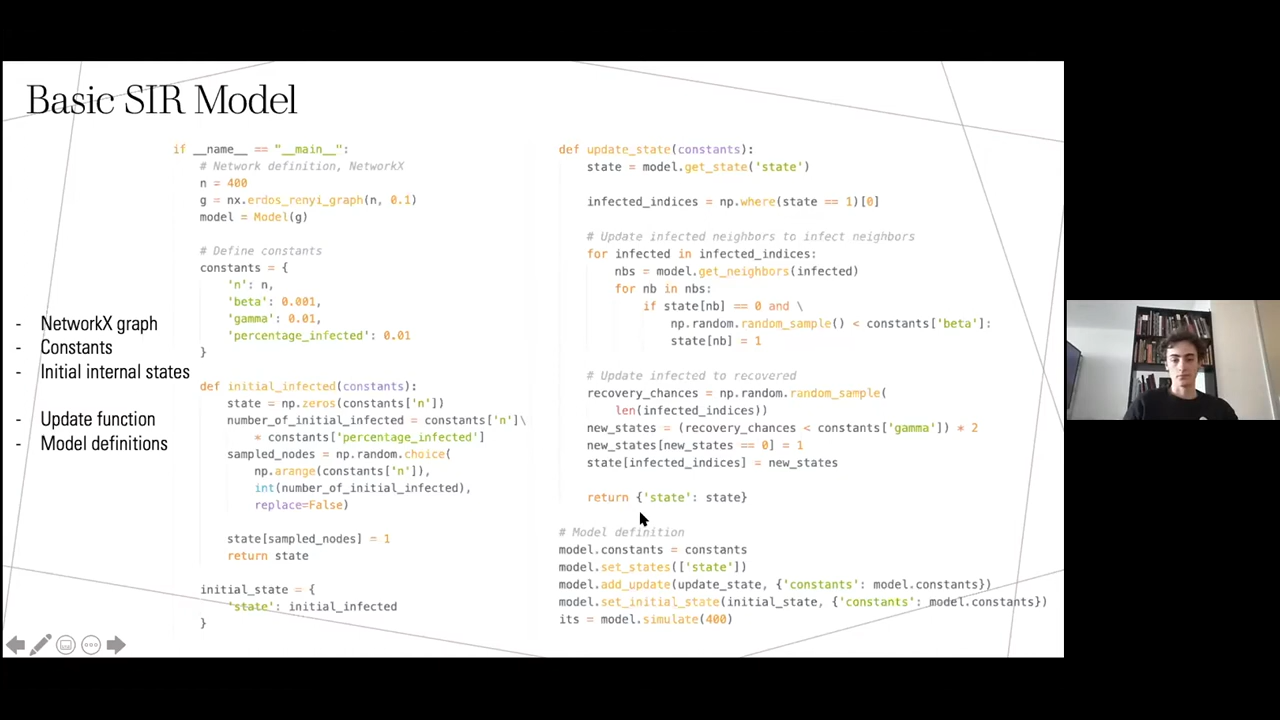 Basic SIR Model
- NetworkX graph
- Constants
- Initial internal states
- Update function
- Model definitions
if __name__ == "__main__":
# Network definition, NetworkX
n = 400
g = nx.erdos_renyi_graph(n, 0.1)
model = Model(g)
# Define constants
constants = {
'n': n,
'beta': 0.001,
'gamma': 0.01,
'percentage_infected': 0.01
}
def initial_infected(constants):
state = np.zeros(constants['n'])
number_of_initial_infected = constants['n']\
* constants['percentage_infected']
sampled_nodes = np.random.choice(
np.arange(constants['n']),
int(number_of_initial_infected),
replace=False)
state[sampled_nodes] = 1
return state
initial_state = {
'state': initial_infected
}
def update_state(constants):
state = model.get_state('state')
infected_indices = np.where(state == 1)[0]
# Update infected neighbors to infect neighbors
for infected in infected_indices:
nbs = model.get_neighbors(infected)
for nb in nbs:
if state[nb] == 0 and \
np.random.random_sample() < constants['beta']:
state[nb] = 1
# Update infected to recovered
recovery_chances = np.random.random_sample(
len(infected_indices))
new_states = (recovery_chances < constants['gamma']) * 2
new_states[new_states == 0] = 1
state[infected_indices] = new_states
return {'state': state}
# Model definition
model.constants = constants
model.set_states(['state'])
model.add_update(update_state, {'constants': model.constants})
model.set_initial_state(initial_state, {'constants': model.constants})
its = model.simulate(400)